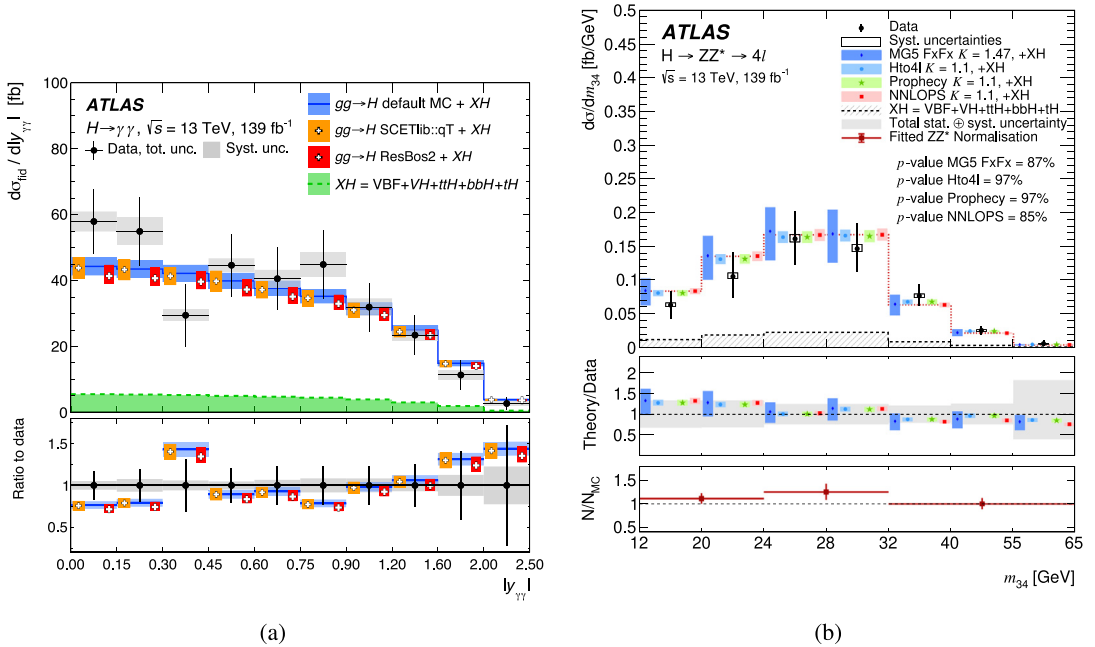 ATLAS
H→γγ, √s = 13 TeV, 139 fb⁻¹
Data, tot. unc.
Syst. unc.
gg→H default MC + XH
gg→H SCETlib::qT + XH
gg→H ResBos2 + XH
XH = VBF+VH+ttH+bbH+tH
dσ_fid / d|y_γγ| [fb]
100
80
60
40
20
0
Ratio to data
1.5
1
0.5
0.00 0.15 0.30 0.45 0.60 0.75 0.90 1.20 1.60 2.00 2.50
|y_γγ|
(a)
ATLAS
H → ZZ* → 4l
√s = 13 TeV, 139 fb⁻¹
Data
Syst. uncertainties
MG5 FxFx K = 1.47, +XH
Hto4l K = 1.1, +XH
Prophecy K = 1.1, +XH
NNLOPS K = 1.1, +XH
XH = VBF+VH+ttH+bbH+tH
Total stat. ⊕ syst. uncertainty
Fitted ZZ* Normalisation
p-value MG5 FxFx = 87%
p-value Hto4l = 97%
p-value Prophecy = 97%
p-value NNLOPS = 85%
dσ/dm₃₄ [fb/GeV]
0.5
0.45
0.4
0.35
0.3
0.25
0.2
0.15
0.1
0.05
0
Theory/Data
2
1.5
1
0.5
0
N/N_MC
1.5
1
0.5
12 20 24 28 32 40 55 65
m₃₄ [GeV]
(b)